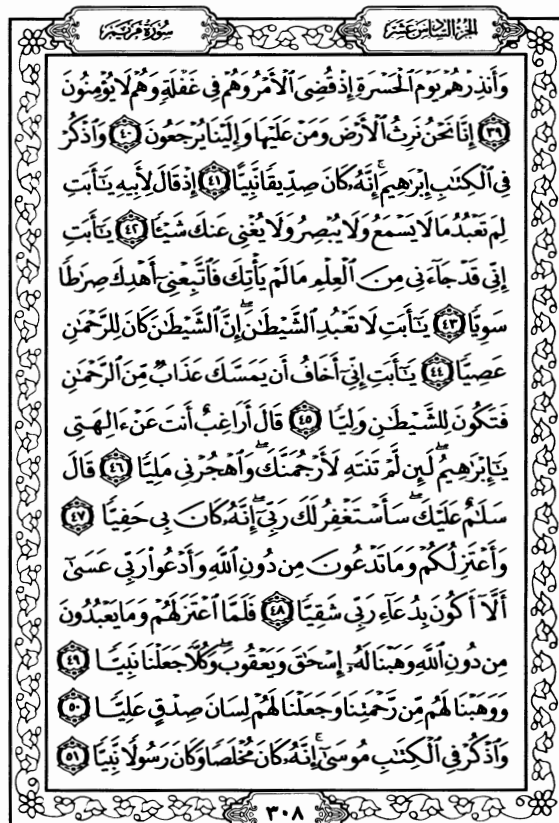 الجزء السادس عشر
سورة مريم
وَأَنذِرْهُمْ يَوْمَ ٱلْحَسْرَةِ إِذْ قُضِىَ ٱلْأَمْرُ وَهُمْ فِى غَفْلَةٍ وَهُمْ لَا يُؤْمِنُونَ
٣٩ إِنَّا نَحْنُ نَرِثُ ٱلْأَرْضَ وَمَنْ عَلَيْهَا وَإِلَيْنَا يُرْجَعُونَ ٤٠ وَٱذْكُرْ
فِى ٱلْكِتَٰبِ إِبْرَٰهِيمَ ۚ إِنَّهُۥ كَانَ صِدِّيقًا نَّبِيًّا ٤١ إِذْ قَالَ لِأَبِيهِ يَٰٓأَبَتِ
لِمَ تَعْبُدُ مَا لَا يَسْمَعُ وَلَا يُبْصِرُ وَلَا يُغْنِى عَنكَ شَيْـًٔا ٤٢ يَٰٓأَبَتِ
إِنِّى قَدْ جَآءَنِى مِنَ ٱلْعِلْمِ مَا لَمْ يَأْتِكَ فَٱتَّبِعْنِىٓ أَهْدِكَ صِرَٰطًا
سَوِيًّا ٤٣ يَٰٓأَبَتِ لَا تَعْبُدِ ٱلشَّيْطَٰنَ ۖ إِنَّ ٱلشَّيْطَٰنَ كَانَ لِلرَّحْمَٰنِ
عَصِيًّا ٤٤ يَٰٓأَبَتِ إِنِّىٓ أَخَافُ أَن يَمَسَّكَ عَذَابٌ مِّنَ ٱلرَّحْمَٰنِ
فَتَكُونَ لِلشَّيْطَٰنِ وَلِيًّا ٤٥ قَالَ أَرَاغِبٌ أَنتَ عَنْ ءَالِهَتِى
يَٰٓإِبْرَٰهِيمُ ۖ لَئِن لَّمْ تَنتَهِ لَأَرْجُمَنَّكَ ۖ وَٱهْجُرْنِى مَلِيًّا ٤٦ قَالَ
سَلَٰمٌ عَلَيْكَ ۖ سَأَسْتَغْفِرُ لَكَ رَبِّىٓ ۖ إِنَّهُۥ كَانَ بِى حَفِيًّا ٤٧
وَأَعْتَزِلُكُمْ وَمَا تَدْعُونَ مِن دُونِ ٱللَّهِ وَأَدْعُوا۟ رَبِّى عَسَىٰٓ
أَلَّآ أَكُونَ بِدُعَآءِ رَبِّى شَقِيًّا ٤٨ فَلَمَّا ٱعْتَزَلَهُمْ وَمَا يَعْبُدُونَ
مِن دُونِ ٱللَّهِ وَهَبْنَا لَهُۥٓ إِسْحَٰقَ وَيَعْقُوبَ ۖ وَكُلًّا جَعَلْنَا نَبِيًّا ٤٩
وَوَهَبْنَا لَهُم مِّن رَّحْمَتِنَا وَجَعَلْنَا لَهُمْ لِسَانَ صِدْقٍ عَلِيًّا ٥٠
وَٱذْكُرْ فِى ٱلْكِتَٰبِ مُوسَىٰٓ ۚ إِنَّهُۥ كَانَ مُخْلَصًا وَكَانَ رَسُولًا نَّبِيًّا ٥١
٣٠٨